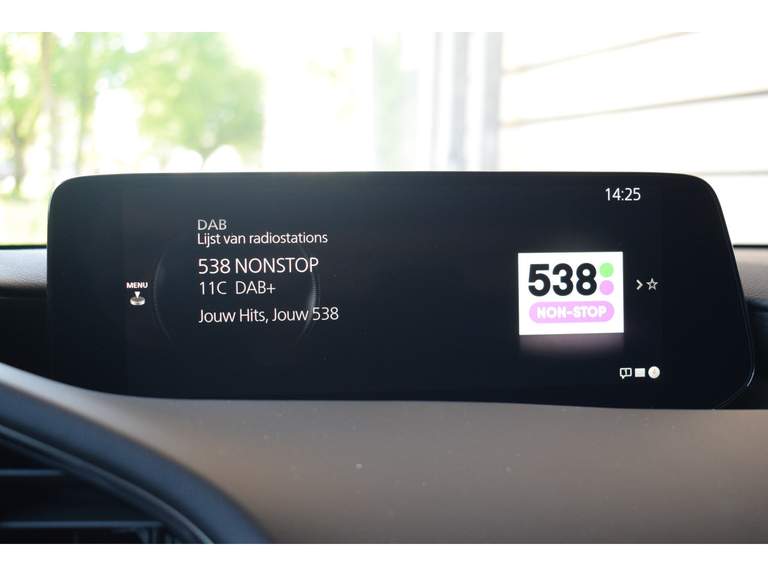 14:25
DAB
Lijst van radiostations
538 NONSTOP
11C DAB+
Jouw Hits, Jouw 538
MENU
538
NON-STOP